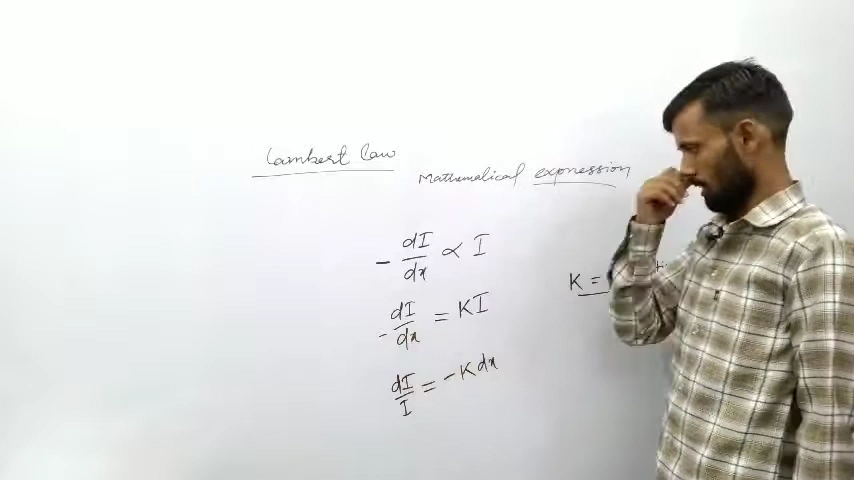 Lambert law
Mathematical expression
- dI/dx ∝ I
- dI/dx = KI
K =
dI/I = -K dx